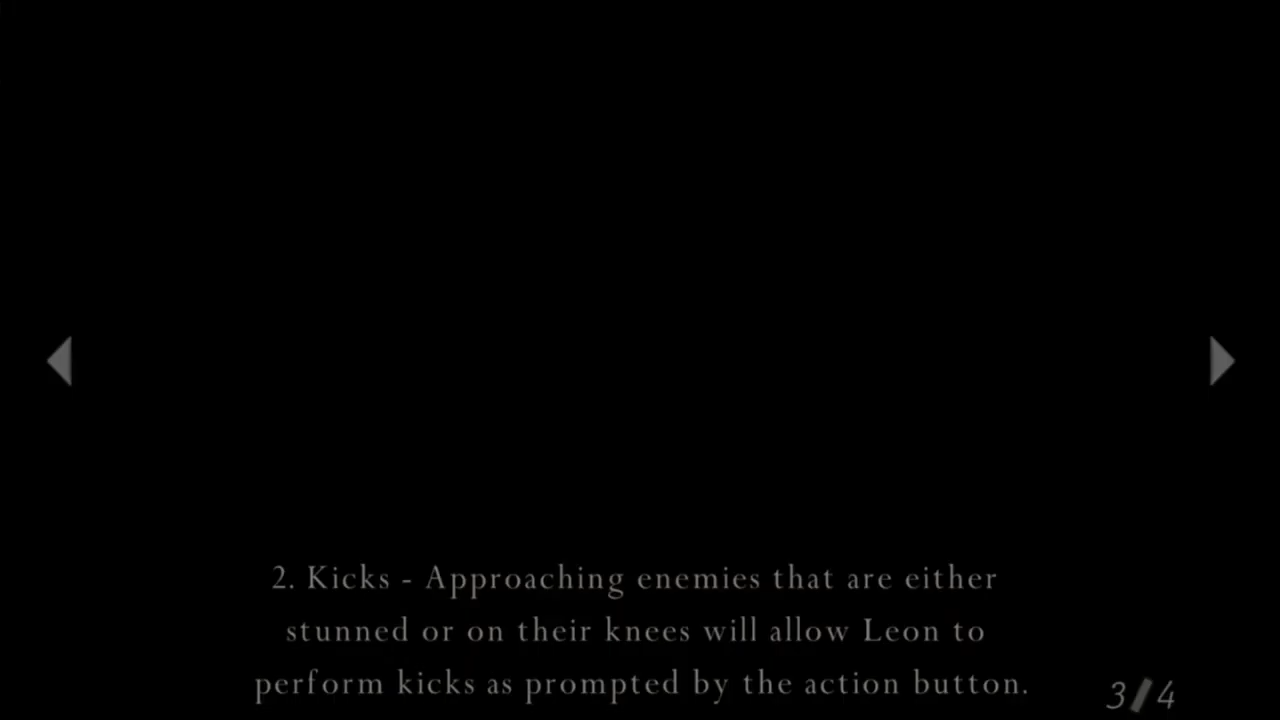 2. Kicks - Approaching enemies that are either
stunned or on their knees will allow Leon to
perform kicks as prompted by the action button.
3/4